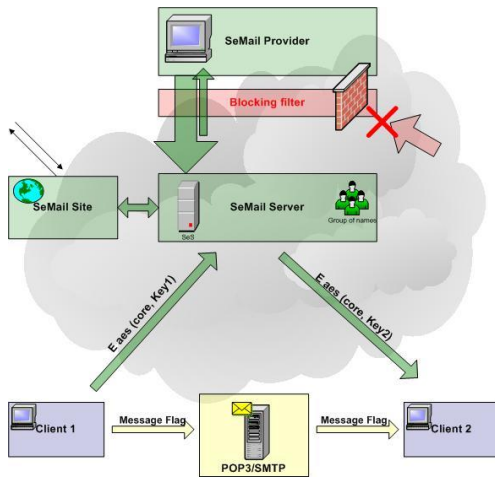 SeMail Provider
Blocking filter
SeMail Site
SeMail Server
SeS
Group of names
E aes (core, Key1)
E aes (core, Key2)
Client 1
Message Flag
POP3/SMTP
Message Flag
Client 2